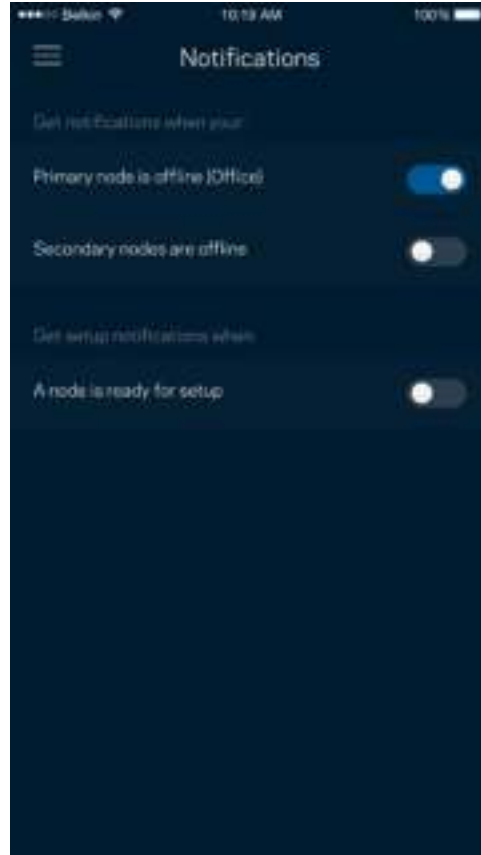 Belkin 10:19 AM 100%
Notifications
Get notifications when your:
Primary node is offline (Office)
Secondary nodes are offline
Get setup notifications when:
A node is ready for setup